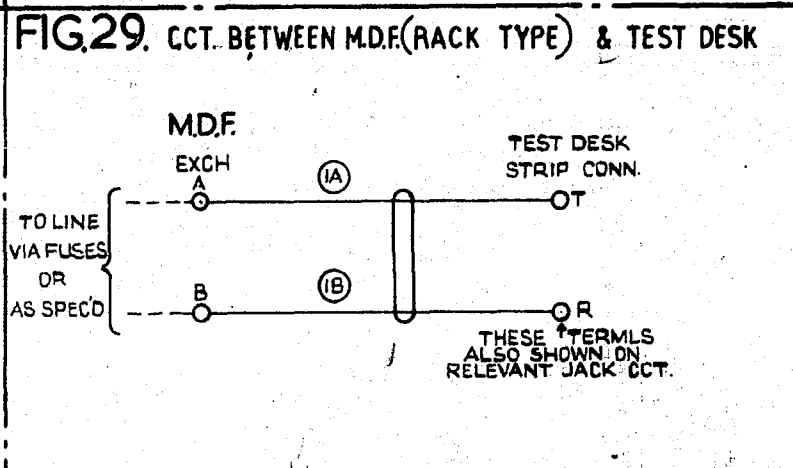 FIG.29. CCT. BETWEEN M.D.F.(RACK TYPE) & TEST DESK
M.D.F.
EXCH
A
1A
TEST DESK
STRIP CONN.
T
TO LINE
VIA FUSES
OR
AS SPEC'D
B
1B
R
THESE TERMLS
ALSO SHOWN ON
RELEVANT JACK CCT.